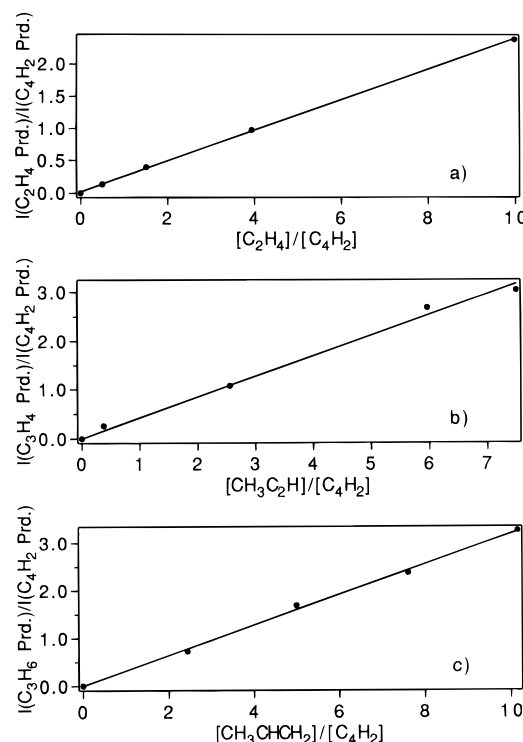 I(C₂H₄ Prd.)/I(C₄H₂ Prd.)
2.0
1.5
1.0
0.5
0.0
a)
0 2 4 6 8 10
[C₂H₄]/[C₄H₂]
I(C₃H₄ Prd.)/I(C₄H₂ Prd.)
3.0
2.0
1.0
0.0
b)
0 1 2 3 4 5 6 7
[CH₃C₂H]/[C₄H₂]
I(C₃H₆ Prd.)/I(C₄H₂ Prd.)
3.0
2.0
1.0
0.0
c)
0 2 4 6 8 10
[CH₃CHCH₂]/[C₄H₂]